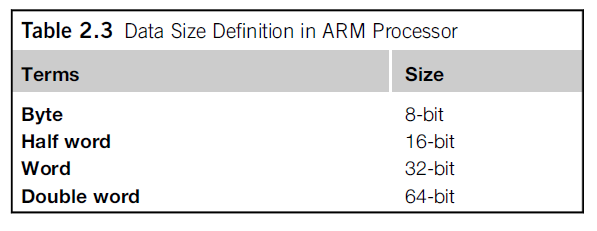 Table 2.3 Data Size Definition in ARM Processor
Terms Size
Byte 8-bit
Half word 16-bit
Word 32-bit
Double word 64-bit